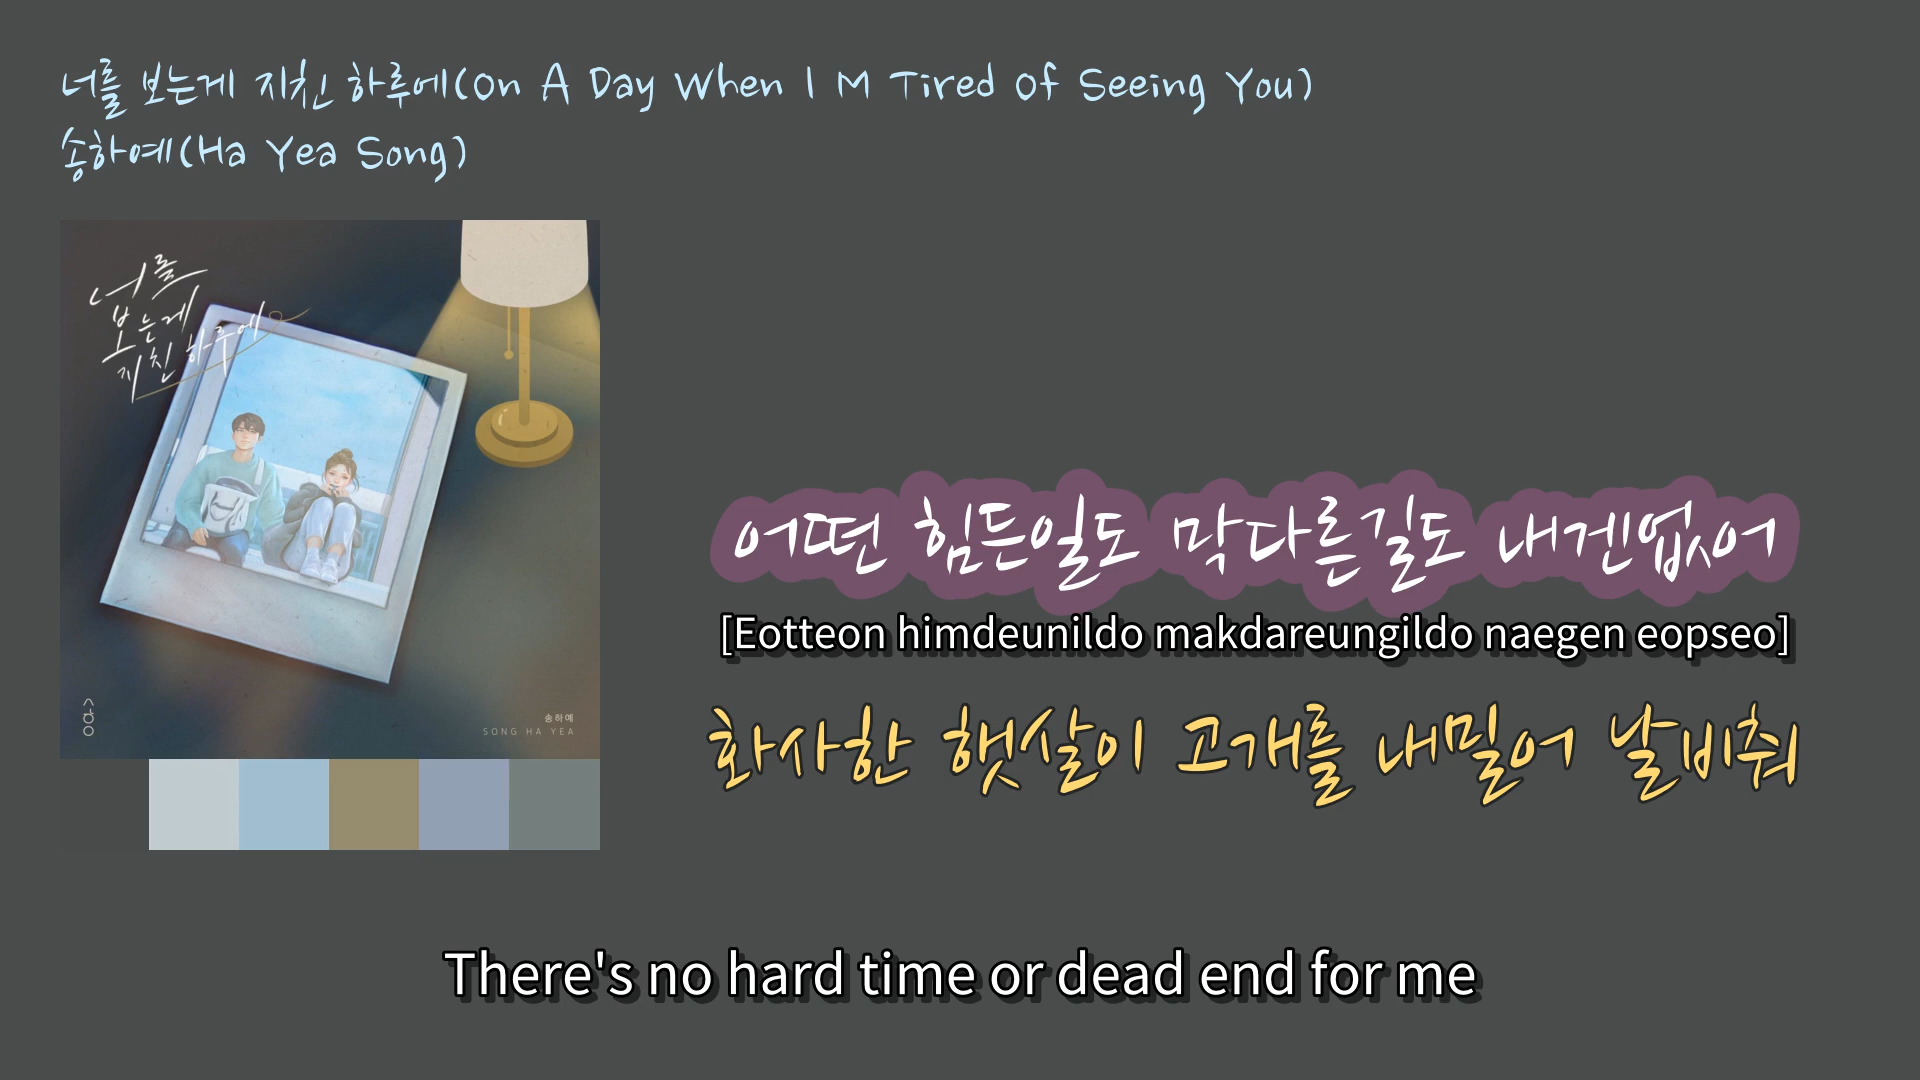 너를 보는게 지친 하루에(On A Day When I M Tired Of Seeing You)
송하예(Ha Yea Song)
너를
보는게
지친 하루에
송하예
SONG HA YEA
어떤 힘든일도 막다른길도 내겐없어
[Eotteon himdeunildo makdareungildo naegen eopseo]
화사한 햇살이 고개를 내밀어 날비춰
There's no hard time or dead end for me